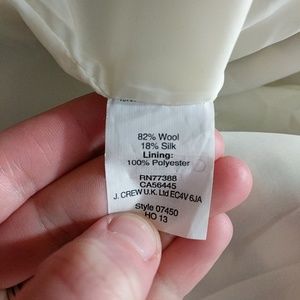 82% Wool
18% Silk
Lining:
100% Polyester
RN77388
CA56445
J. CREW U.K. Ltd EC4V 6JA
Style 07450
HO 13